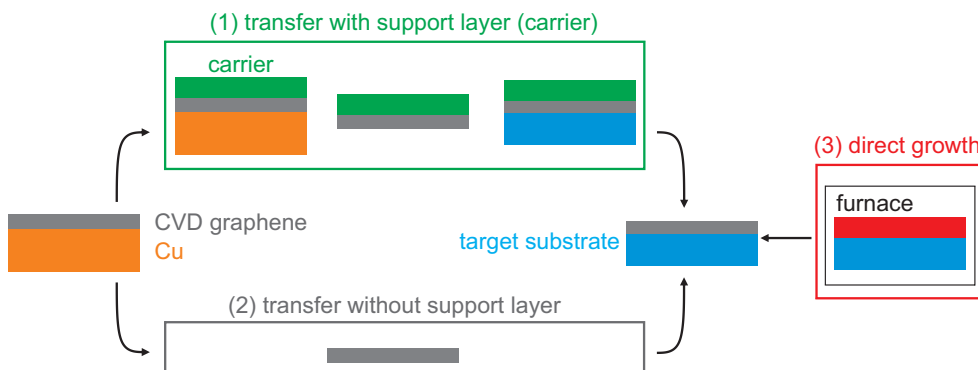 (1) transfer with support layer (carrier)
carrier
(3) direct growth
furnace
CVD graphene
Cu
target substrate
(2) transfer without support layer